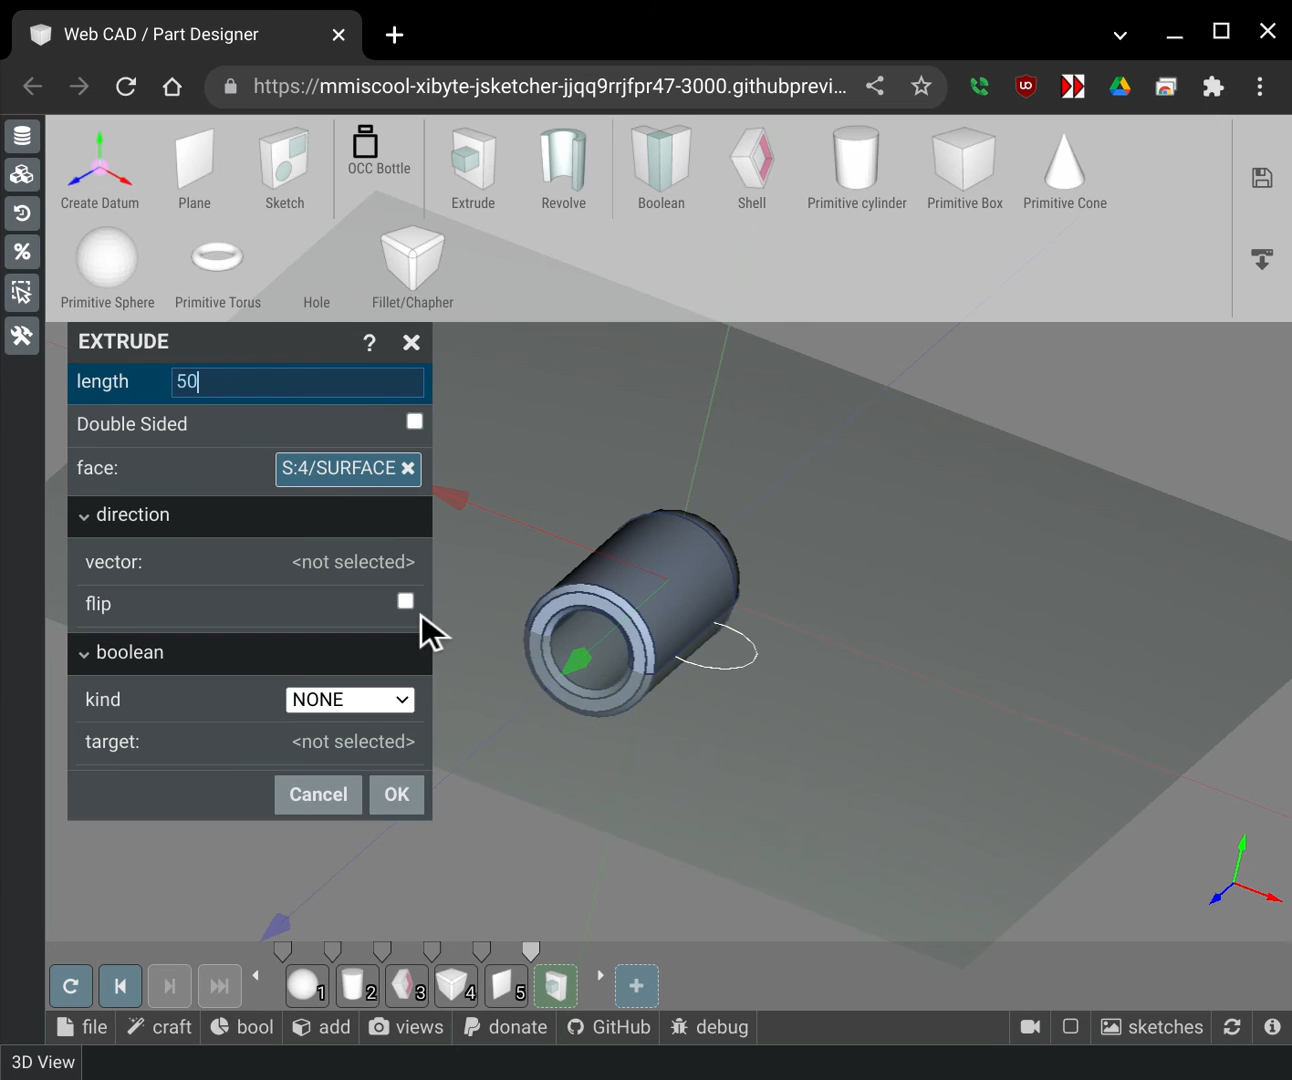 Web CAD / Part Designer
https://mmiscool-xibyte-jsketcher-jjqq9rrjfpr47-3000.githubprevi...
UD
Create Datum
Plane
Sketch
OCC Bottle
Extrude
Revolve
Boolean
Shell
Primitive cylinder
Primitive Box
Primitive Cone
Primitive Sphere
Primitive Torus
Hole
Fillet/Chapher
EXTRUDE ?
length 50
Double Sided
face: S:4/SURFACE
direction
vector: <not selected>
flip
boolean
kind NONE
target: <not selected>
Cancel OK
1 2 3 4 5
file craft bool add views donate GitHub debug sketches
3D View